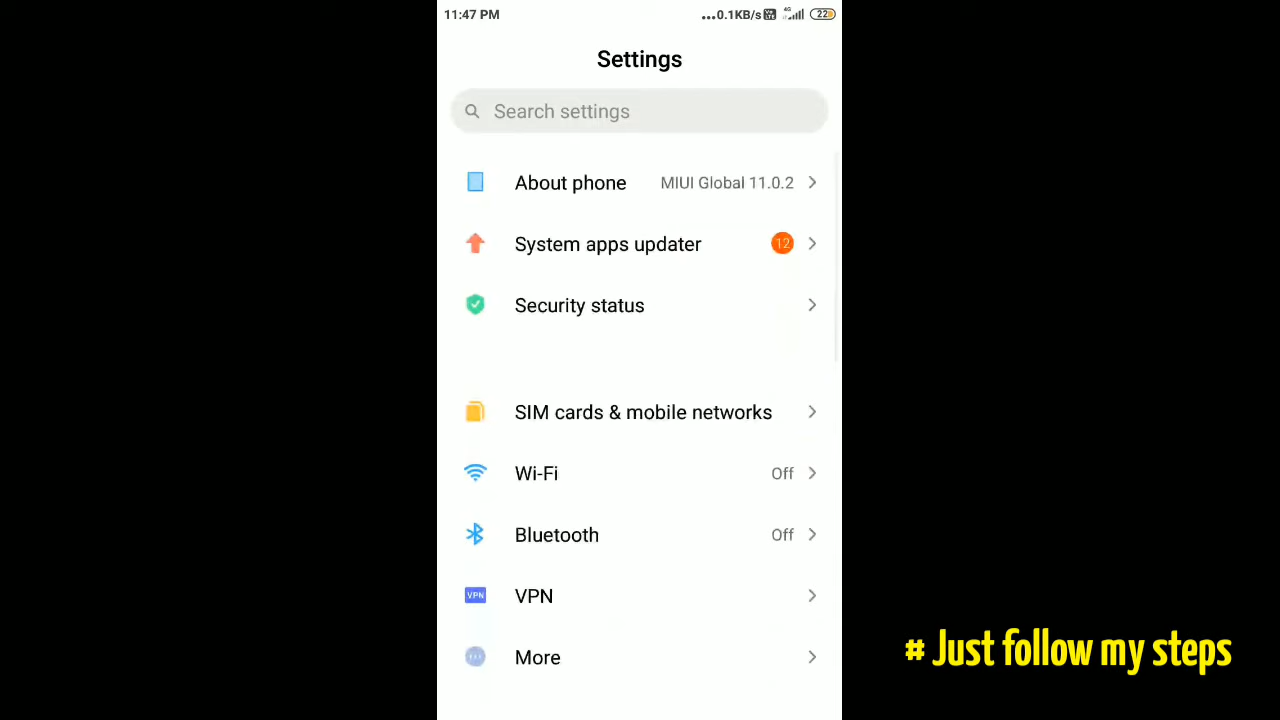 11:47 PM
...0.1KB/s 4G 22
Settings
Search settings
About phone MIUI Global 11.0.2
System apps updater 12
Security status
SIM cards & mobile networks
Wi-Fi Off
Bluetooth Off
VPN VPN
More
# Just follow my steps